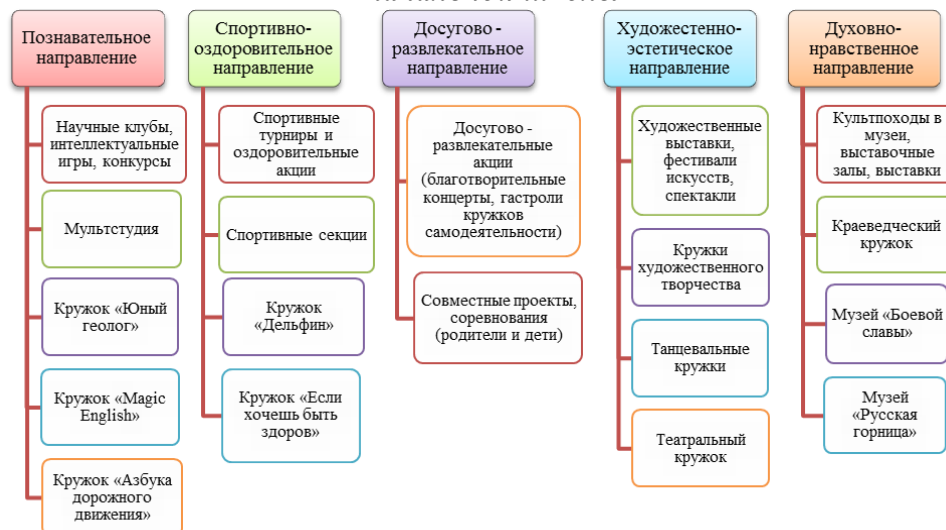 Познавательное
направление
Научные клубы,
интеллектуальные
игры, конкурсы
Мультстудия
Кружок «Юный
геолог»
Кружок «Magic
English»
Кружок «Азбука
дорожного
движения»
Спортивно-
оздоровительное
направление
Спортивные
турниры и
оздоровительные
акции
Спортивные секции
Кружок
«Дельфин»
Кружок «Если
хочешь быть
здоров»
Досугово -
развлекательное
направление
Досугово -
развлекательные
акции
(благотворительные
концерты, гастроли
кружков
самодеятельности)
Совместные проекты,
соревнования
(родители и дети)
Художестенно-
эстетическое
направление
Художественные
выставки,
фестивали
искусств,
спектакли
Кружки
художественного
творчества
Танцевальные
кружки
Театральный
кружок
Духовно-
нравственное
направление
Культпоходы в
музеи,
выставочные
залы, выставки
Краеведческий
кружок
Музей «Боевой
славы»
Музей
«Русская
горница»